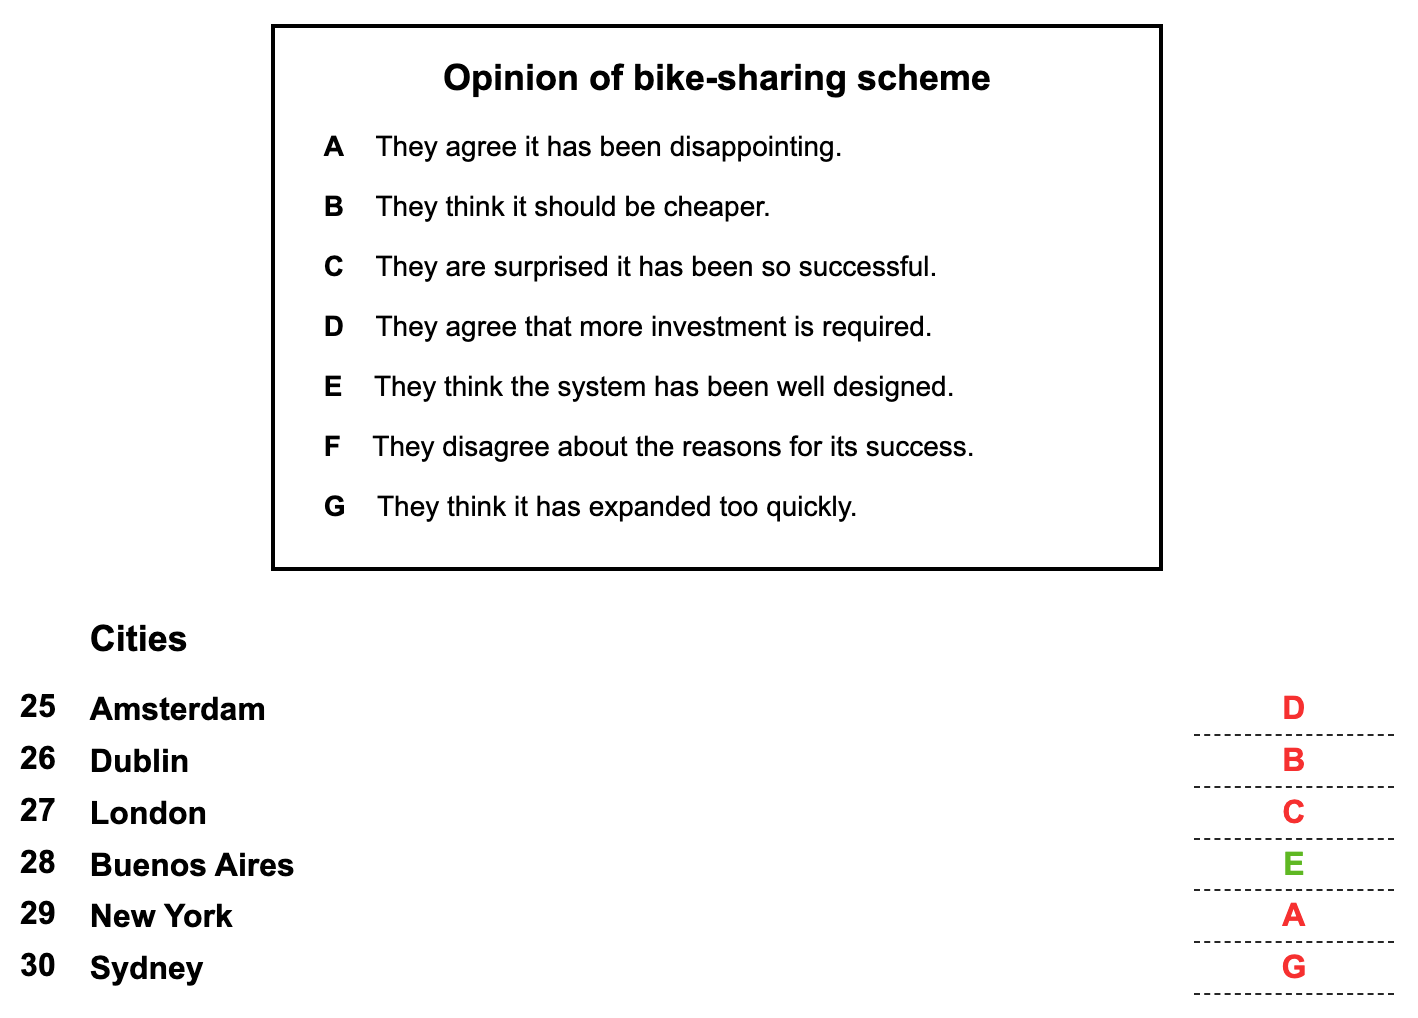 Opinion of bike-sharing scheme
A They agree it has been disappointing.
B They think it should be cheaper.
C They are surprised it has been so successful.
D They agree that more investment is required.
E They think the system has been well designed.
F They disagree about the reasons for its success.
G They think it has expanded too quickly.
Cities
25 Amsterdam D
26 Dublin B
27 London C
28 Buenos Aires E
29 New York A
30 Sydney G